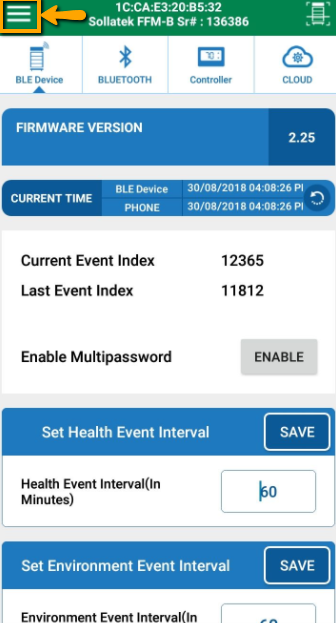 1C:CA:E3:20:B5:32
Sollatek FFM-B Sr# : 136386
BLE Device
BLUETOOTH
Controller
CLOUD
FIRMWARE VERSION
2.25
CURRENT TIME
BLE Device 30/08/2018 04:08:26 P
PHONE 30/08/2018 04:08:26 P
Current Event Index 12365
Last Event Index 11812
Enable Multipassword ENABLE
Set Health Event Interval SAVE
Health Event Interval(In
Minutes)
60
Set Environment Event Interval SAVE
Environment Event Interval(In